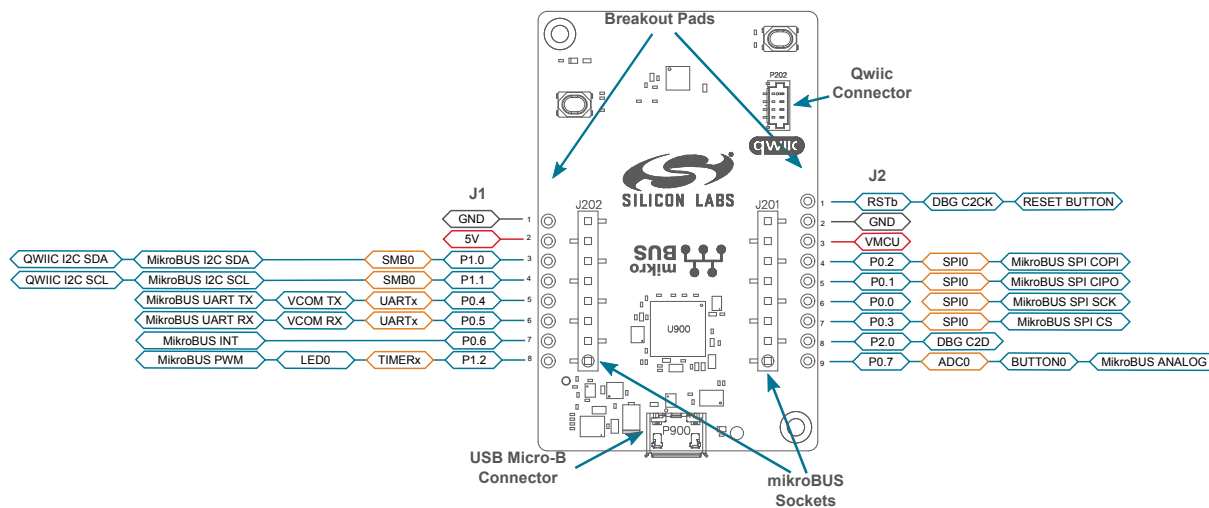 Breakout Pads
P202
Qwiic
Connector
qwiic
SILICON LABS
J1
J2
J202
J201
mikro
BUS
U900
P900
GND 1
5V 2
QWIIC I2C SDA MikroBUS I2C SDA SMB0 P1.0 3
QWIIC I2C SCL MikroBUS I2C SCL SMB0 P1.1 4
MikroBUS UART TX VCOM TX UARTx P0.4 5
MikroBUS UART RX VCOM RX UARTx P0.5 6
MikroBUS INT P0.6 7
MikroBUS PWM LED0 TIMERx P1.2 8
1 RSTb DBG C2CK RESET BUTTON
2 GND
3 VMCU
4 P0.2 SPI0 MikroBUS SPI COPI
5 P0.1 SPI0 MikroBUS SPI CIPO
6 P0.0 SPI0 MikroBUS SPI SCK
7 P0.3 SPI0 MikroBUS SPI CS
8 P2.0 DBG C2D
9 P0.7 ADC0 BUTTON0 MikroBUS ANALOG
USB Micro-B
Connector
mikroBUS
Sockets